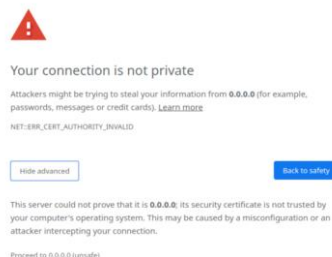 Your connection is not private
Attackers might be trying to steal your information from 0.0.0.0 (for example,
passwords, messages or credit cards). Learn more
NET::ERR_CERT_AUTHORITY_INVALID
Hide advanced
Back to safety
This server could not prove that it is 0.0.0.0; its security certificate is not trusted by
your computer's operating system. This may be caused by a misconfiguration or an
attacker intercepting your connection.
Proceed to 0.0.0.0 (unsafe)